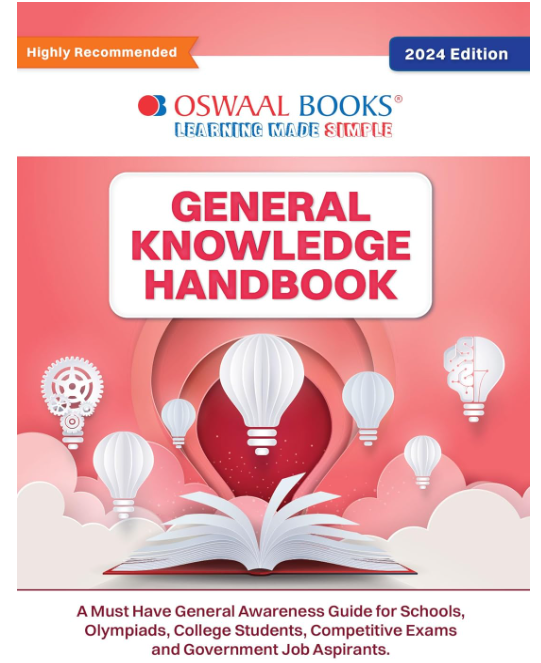 Highly Recommended
2024 Edition
OSWAAL BOOKS®
LEARNING MADE SIMPLE
GENERAL
KNOWLEDGE
HANDBOOK
A Must Have General Awareness Guide for Schools,
Olympiads, College Students, Competitive Exams
and Government Job Aspirants.